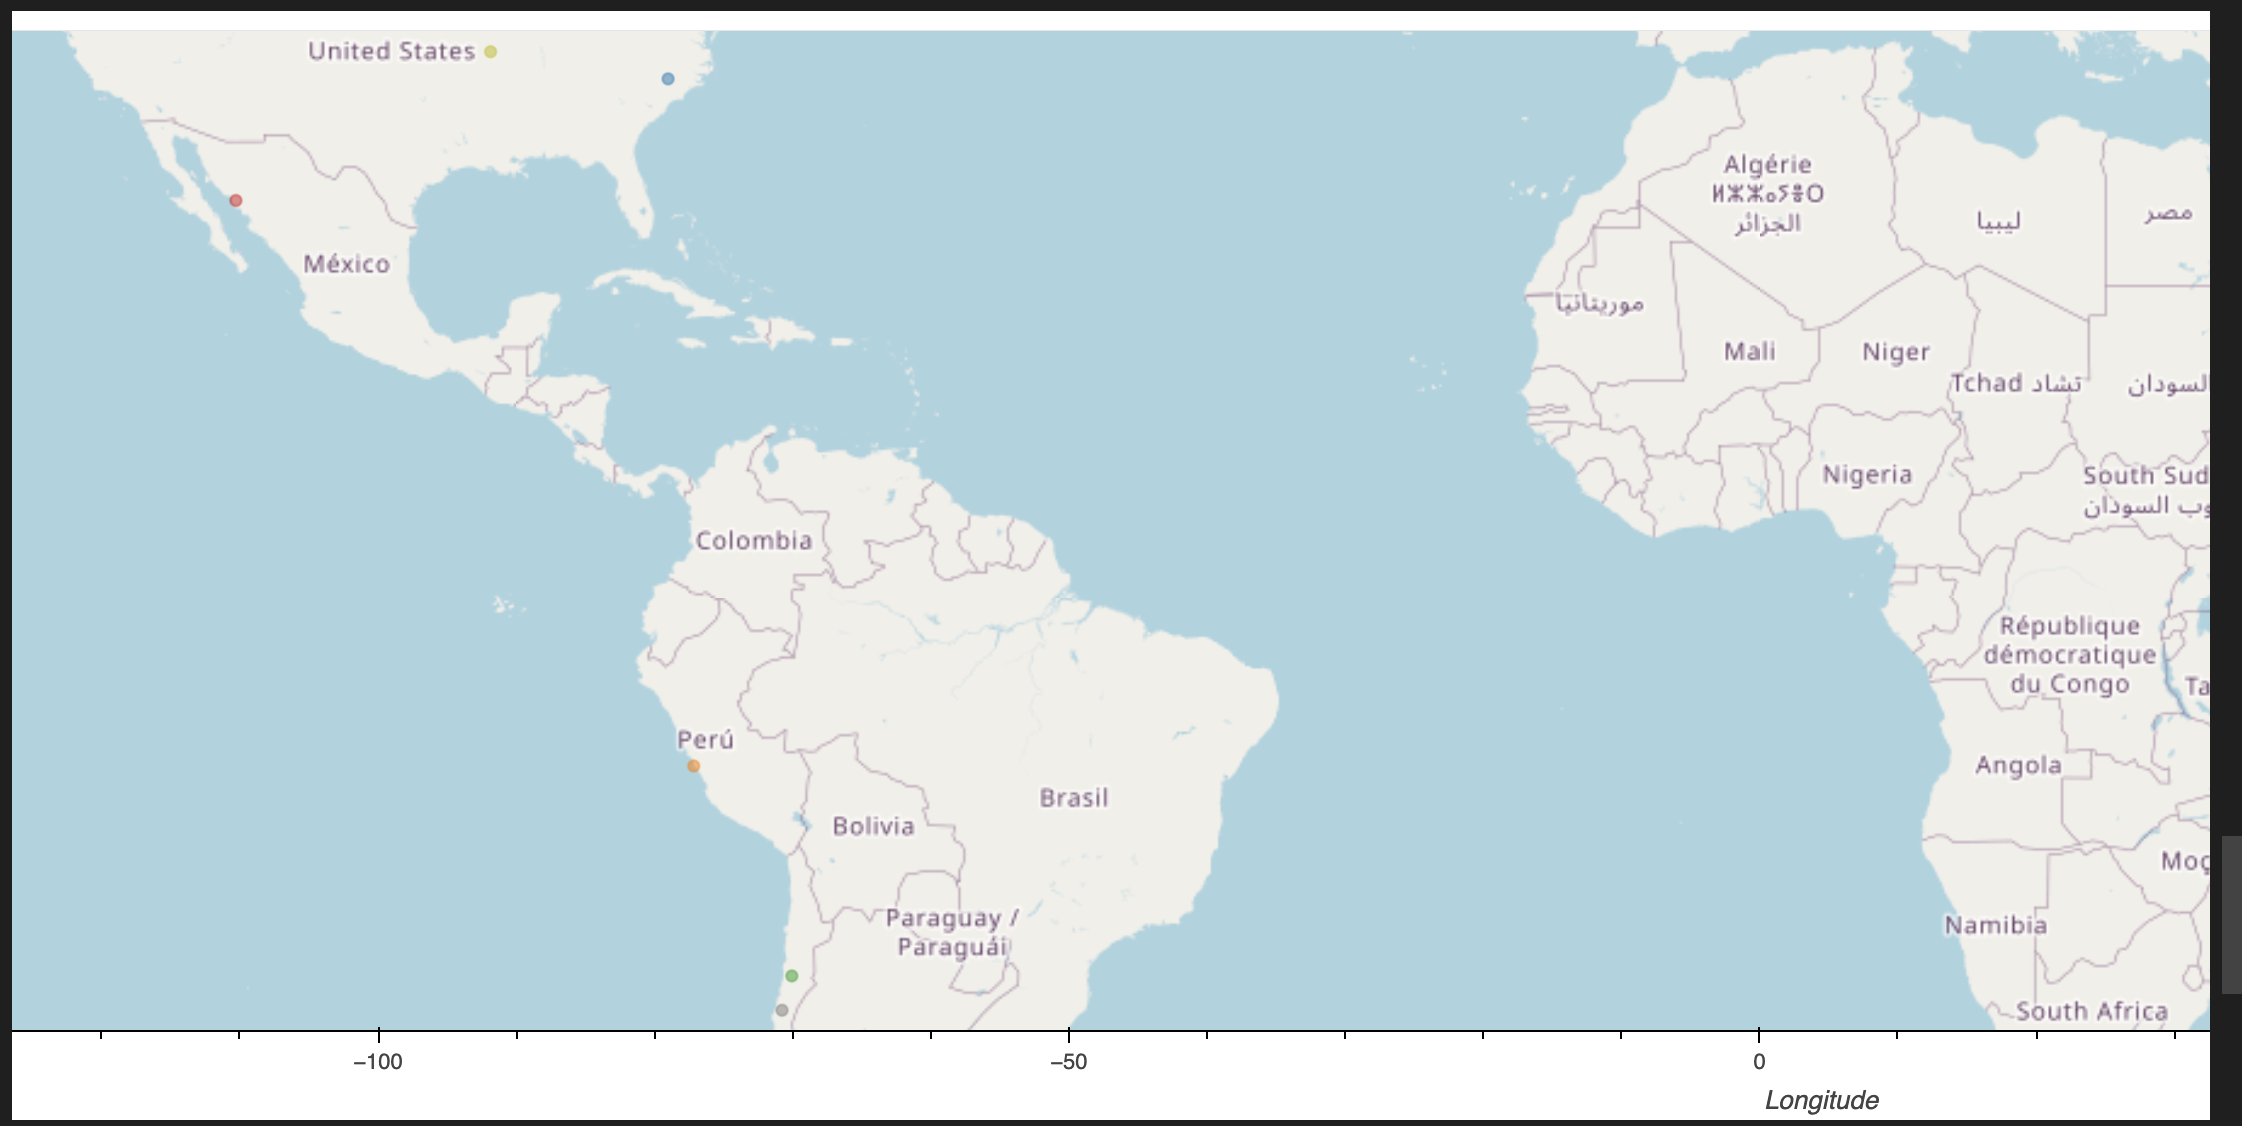 United States
México
Algérie
ⵍⵣⵣⴰⵢⴻⵔ
الجزائر
ليبيا
مصر
موريتانيا
Mali
Niger
Tchad تشاد
السودان
Nigeria
South Sud
وب السودان
Colombia
République
démocratique
du Congo
Ta
Perú
Angola
Brasil
Bolivia
Moç
Paraguay /
Paraguái
Namibia
South Africa
–100
–50
0
Longitude